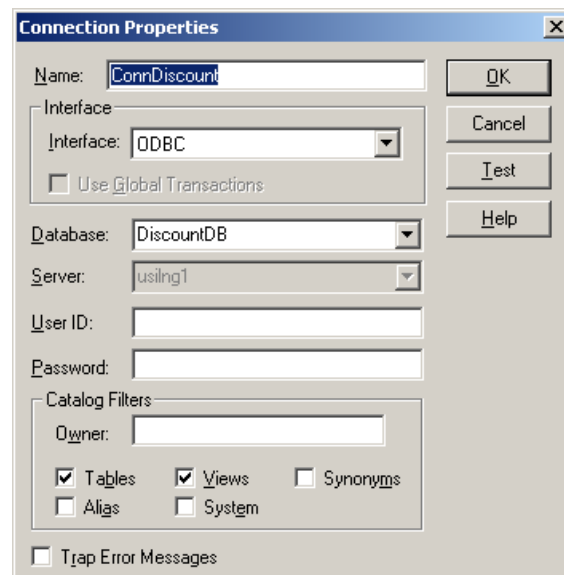 Connection Properties
Name: ConnDiscount
OK
Interface
Interface: ODBC
Cancel
Use Global Transactions
Test
Help
Database: DiscountDB
Server: usilng1
User ID:
Password:
Catalog Filters
Owner:
Tables Views Synonyms
Alias System
Trap Error Messages